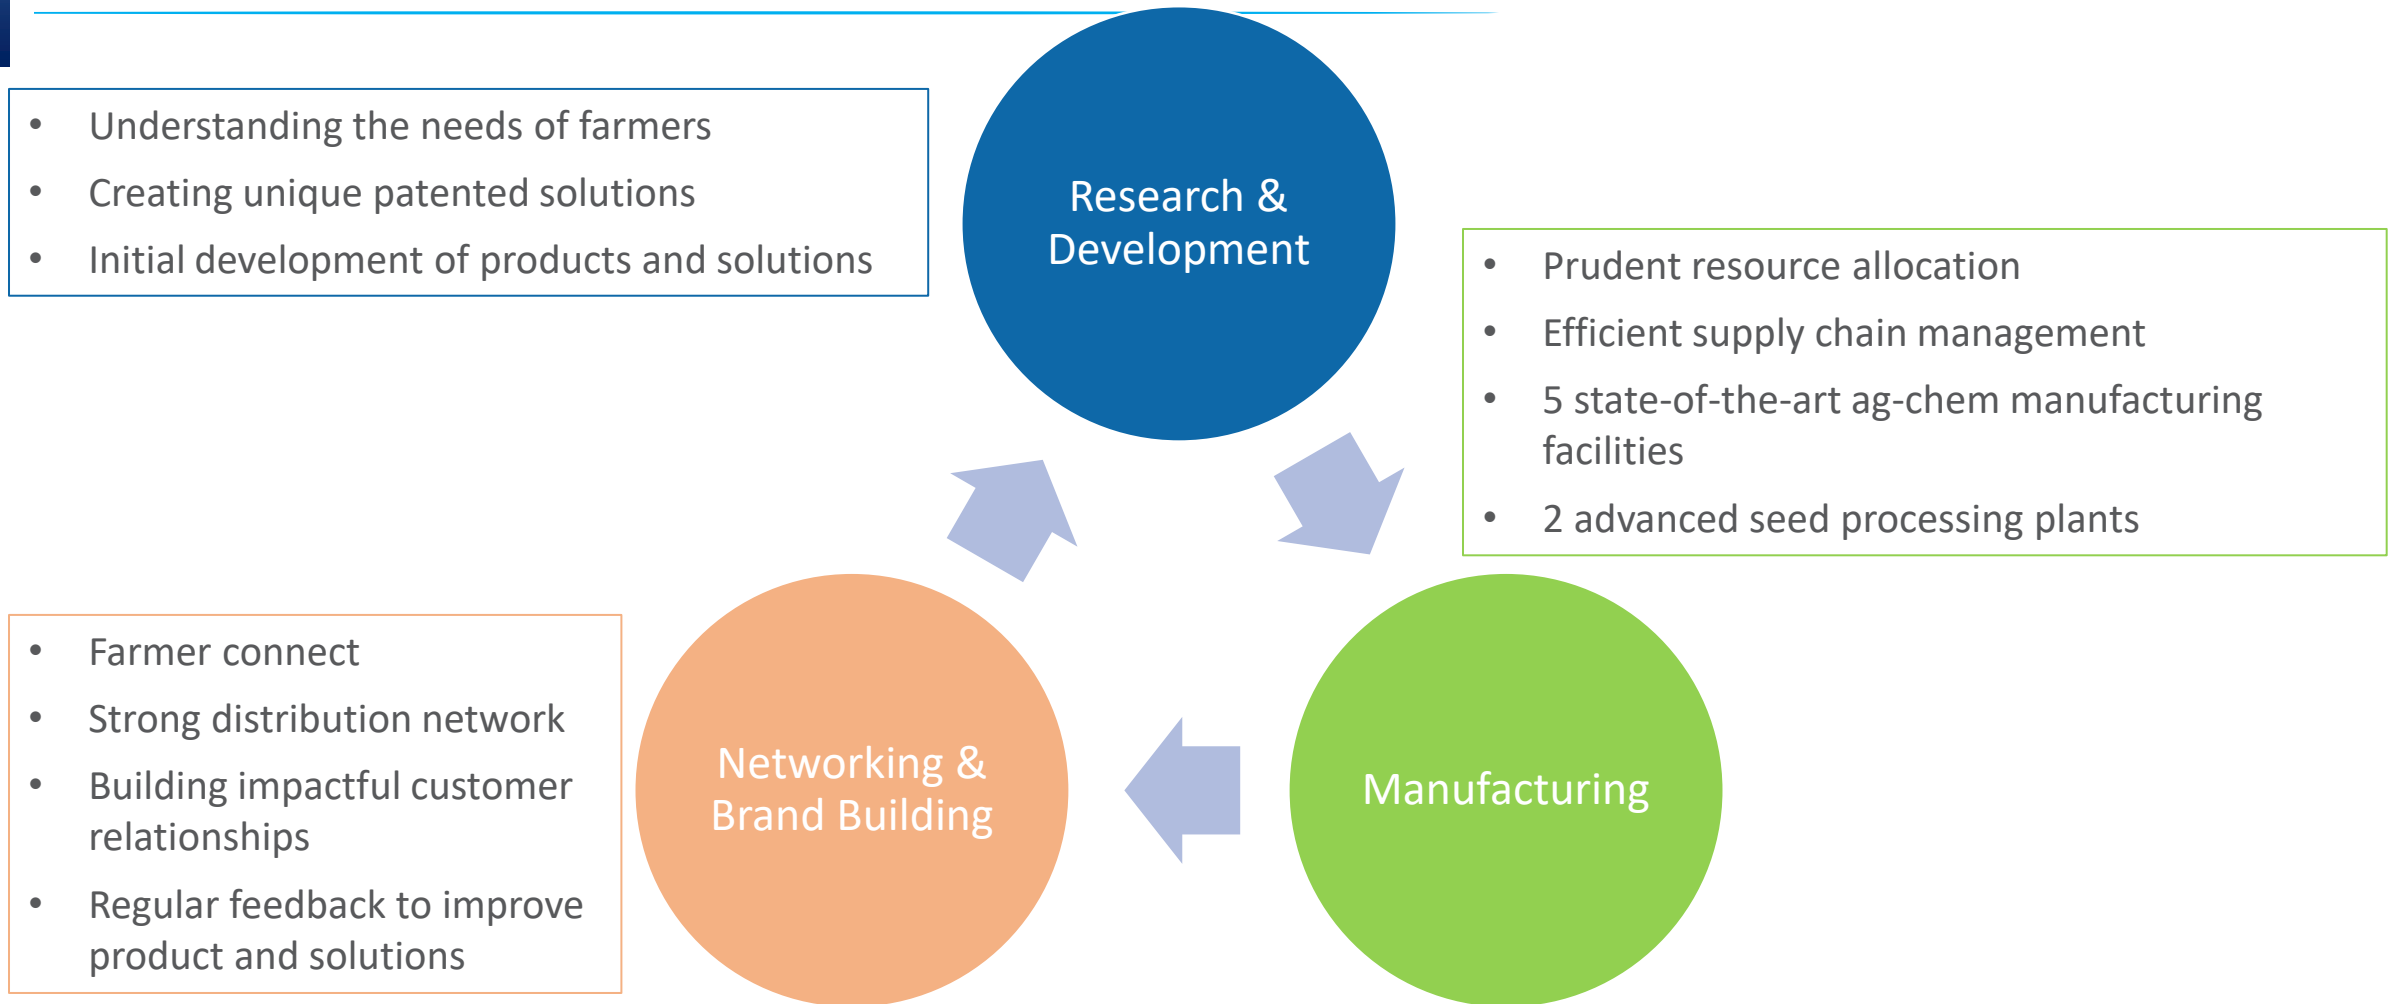 • Understanding the needs of farmers
• Creating unique patented solutions
• Initial development of products and solutions
Research &
Development
• Prudent resource allocation
• Efficient supply chain management
• 5 state-of-the-art ag-chem manufacturing
facilities
• 2 advanced seed processing plants
• Farmer connect
• Strong distribution network
• Building impactful customer
relationships
• Regular feedback to improve
product and solutions
Networking &
Brand Building
Manufacturing